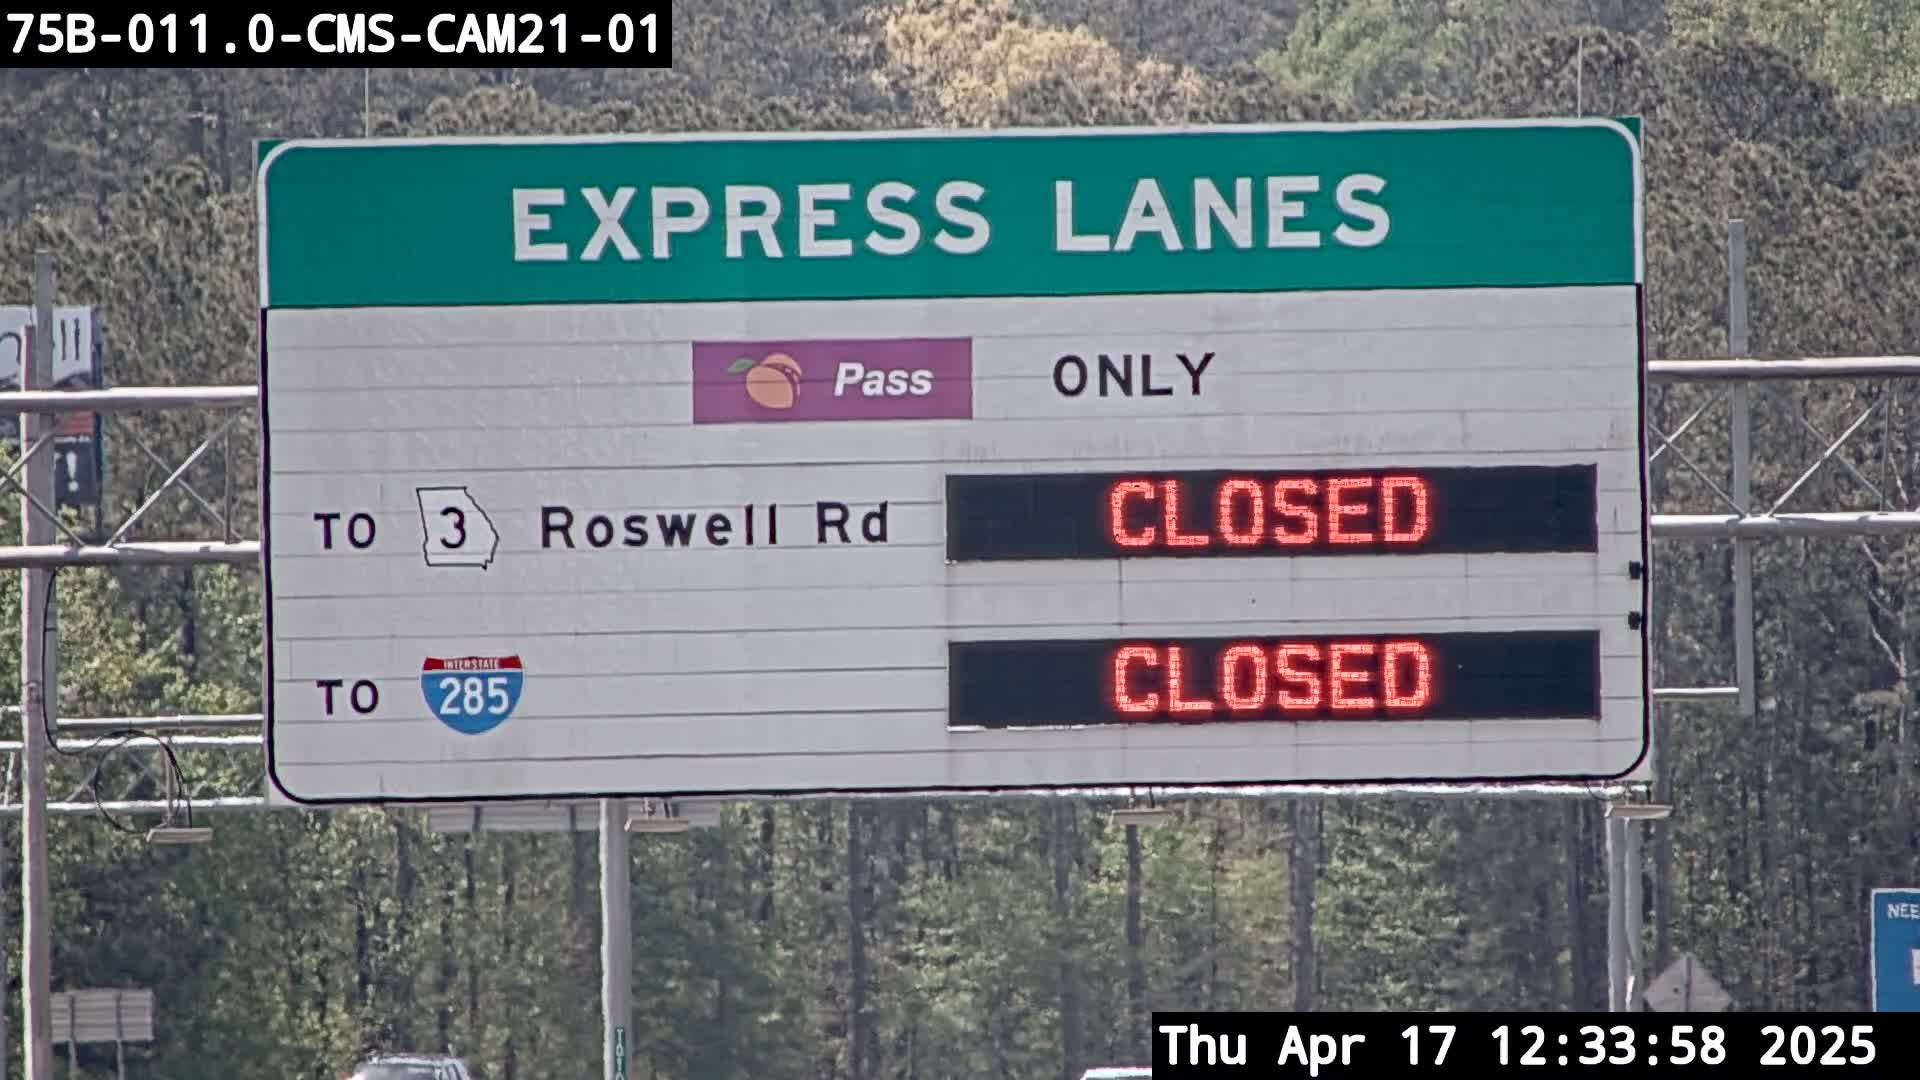 75B-011.0-CMS-CAM21-01
EXPRESS LANES
Pass ONLY
TO 3 Roswell Rd CLOSED
TO INTERSTATE 285 CLOSED
Thu Apr 17 12:33:58 2025